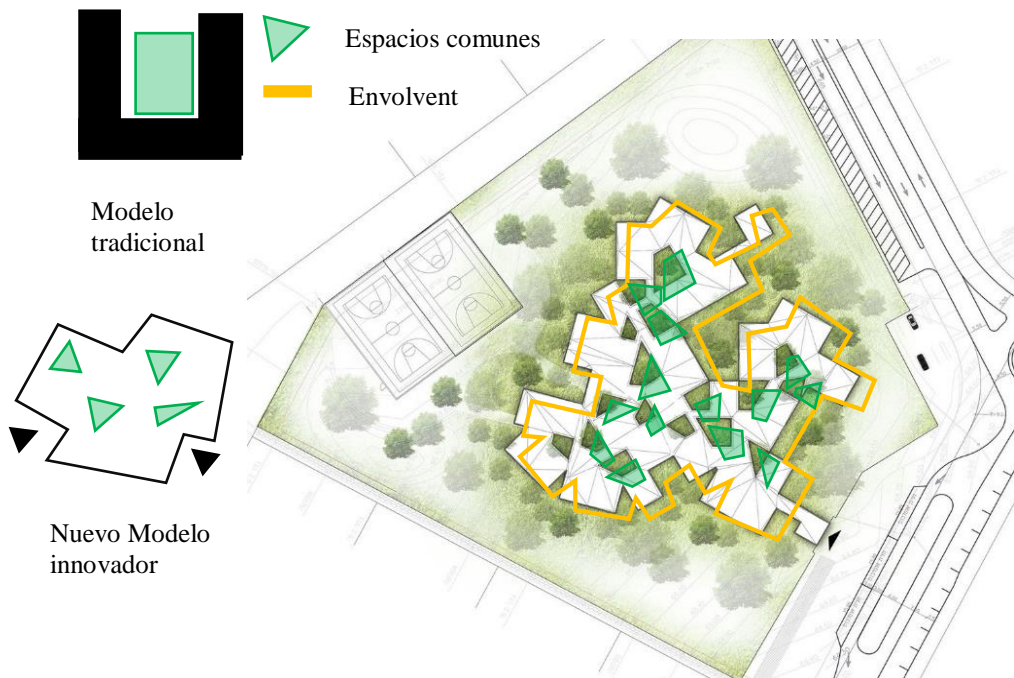 Espacios comunes
Envolvent
Modelo
tradicional
Nuevo Modelo
innovador